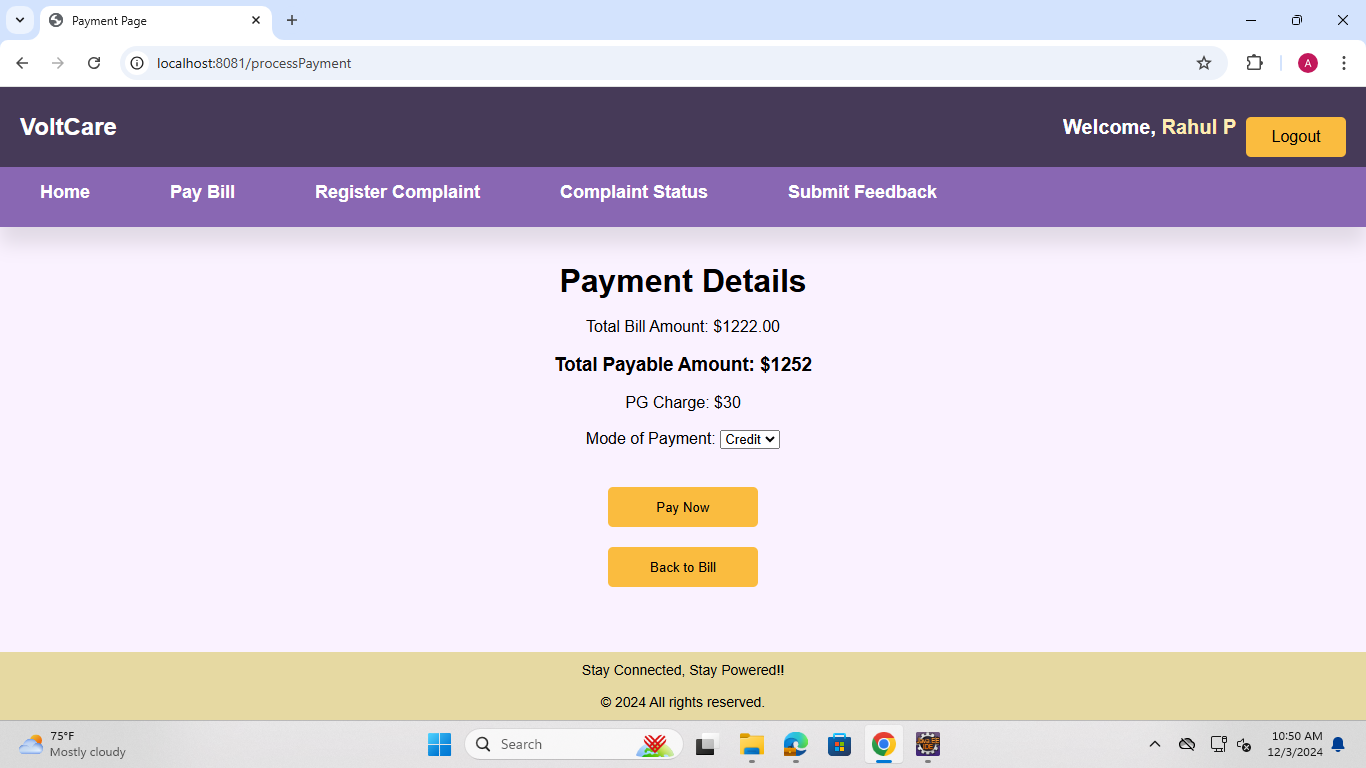 Payment Page
localhost:8081/processPayment
A
VoltCare
Welcome, Rahul P
Logout
Home Pay Bill Register Complaint Complaint Status Submit Feedback
Payment Details
Total Bill Amount: $1222.00
Total Payable Amount: $1252
PG Charge: $30
Mode of Payment: Credit
Pay Now
Back to Bill
Stay Connected, Stay Powered!!
© 2024 All rights reserved.
75°F
Mostly cloudy
Search
10:50 AM
12/3/2024